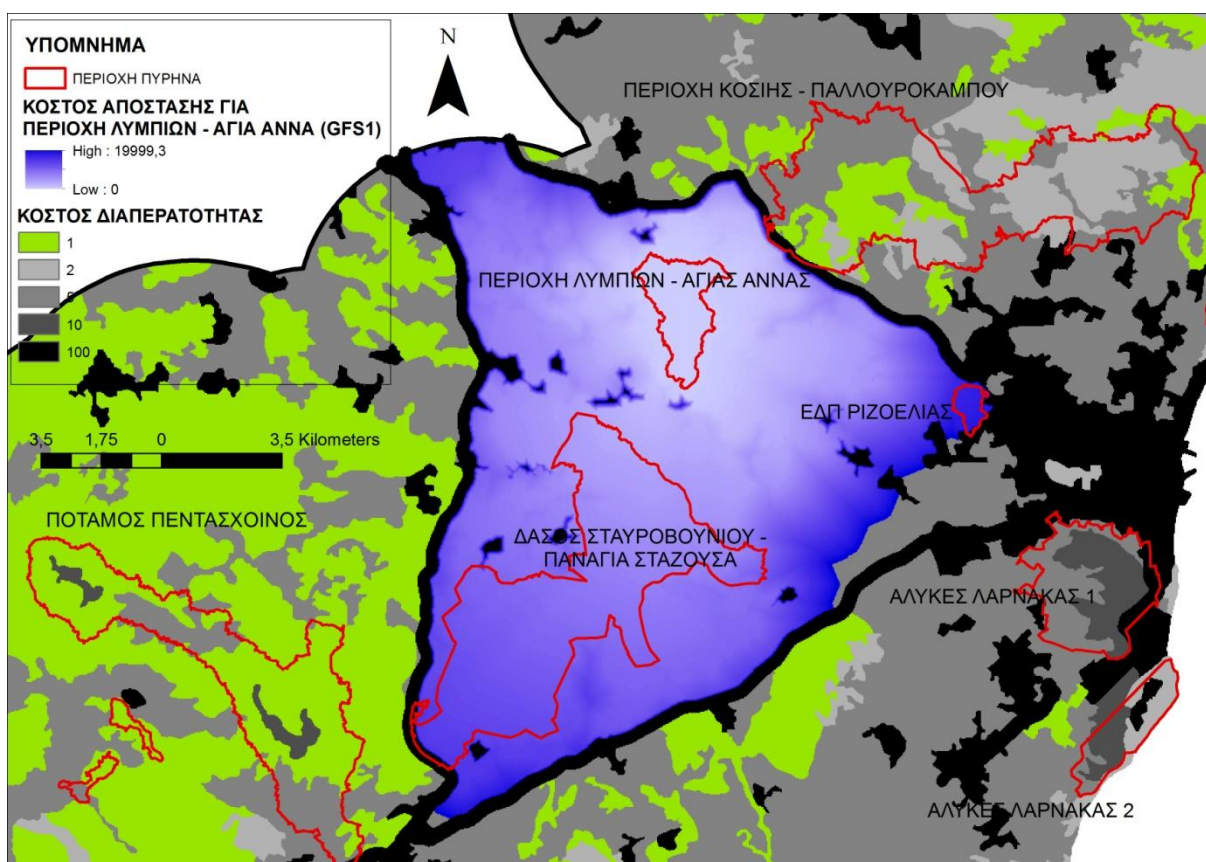 ΥΠΟΜΝΗΜΑ
ΠΕΡΙΟΧΗ ΠΥΡΗΝΑ
ΚΟΣΤΟΣ ΑΠΟΣΤΑΣΗΣ ΓΙΑ
ΠΕΡΙΟΧΗ ΛΥΜΠΙΩΝ - ΑΓΙΑ ΑΝΝΑ (GFS1)
High : 19999,3
Low : 0
ΚΟΣΤΟΣ ΔΙΑΠΕΡΑΤΟΤΗΤΑΣ
1
2
10
100
N
ΠΕΡΙΟΧΗ ΚΟΣΙΗΣ - ΠΑΛΛΟΥΡΟΚΑΜΠΟΥ
ΠΕΡΙΟΧΗ ΛΥΜΠΙΩΝ - ΑΓΙΑΣ ΑΝΝΑΣ
ΕΔΠ ΡΙΖΟΕΛΙΑΣ
3,5 1,75 0 3,5 Kilometers
ΠΟΤΑΜΟΣ ΠΕΝΤΑΣΧΟΙΝΟΣ
ΔΑΣΟΣ ΣΤΑΥΡΟΒΟΥΝΙΟΥ -
ΠΑΝΑΓΙΑ ΣΤΑΖΟΥΣΑ
ΑΛΥΚΕΣ ΛΑΡΝΑΚΑΣ 1
ΑΛΥΚΕΣ ΛΑΡΝΑΚΑΣ 2